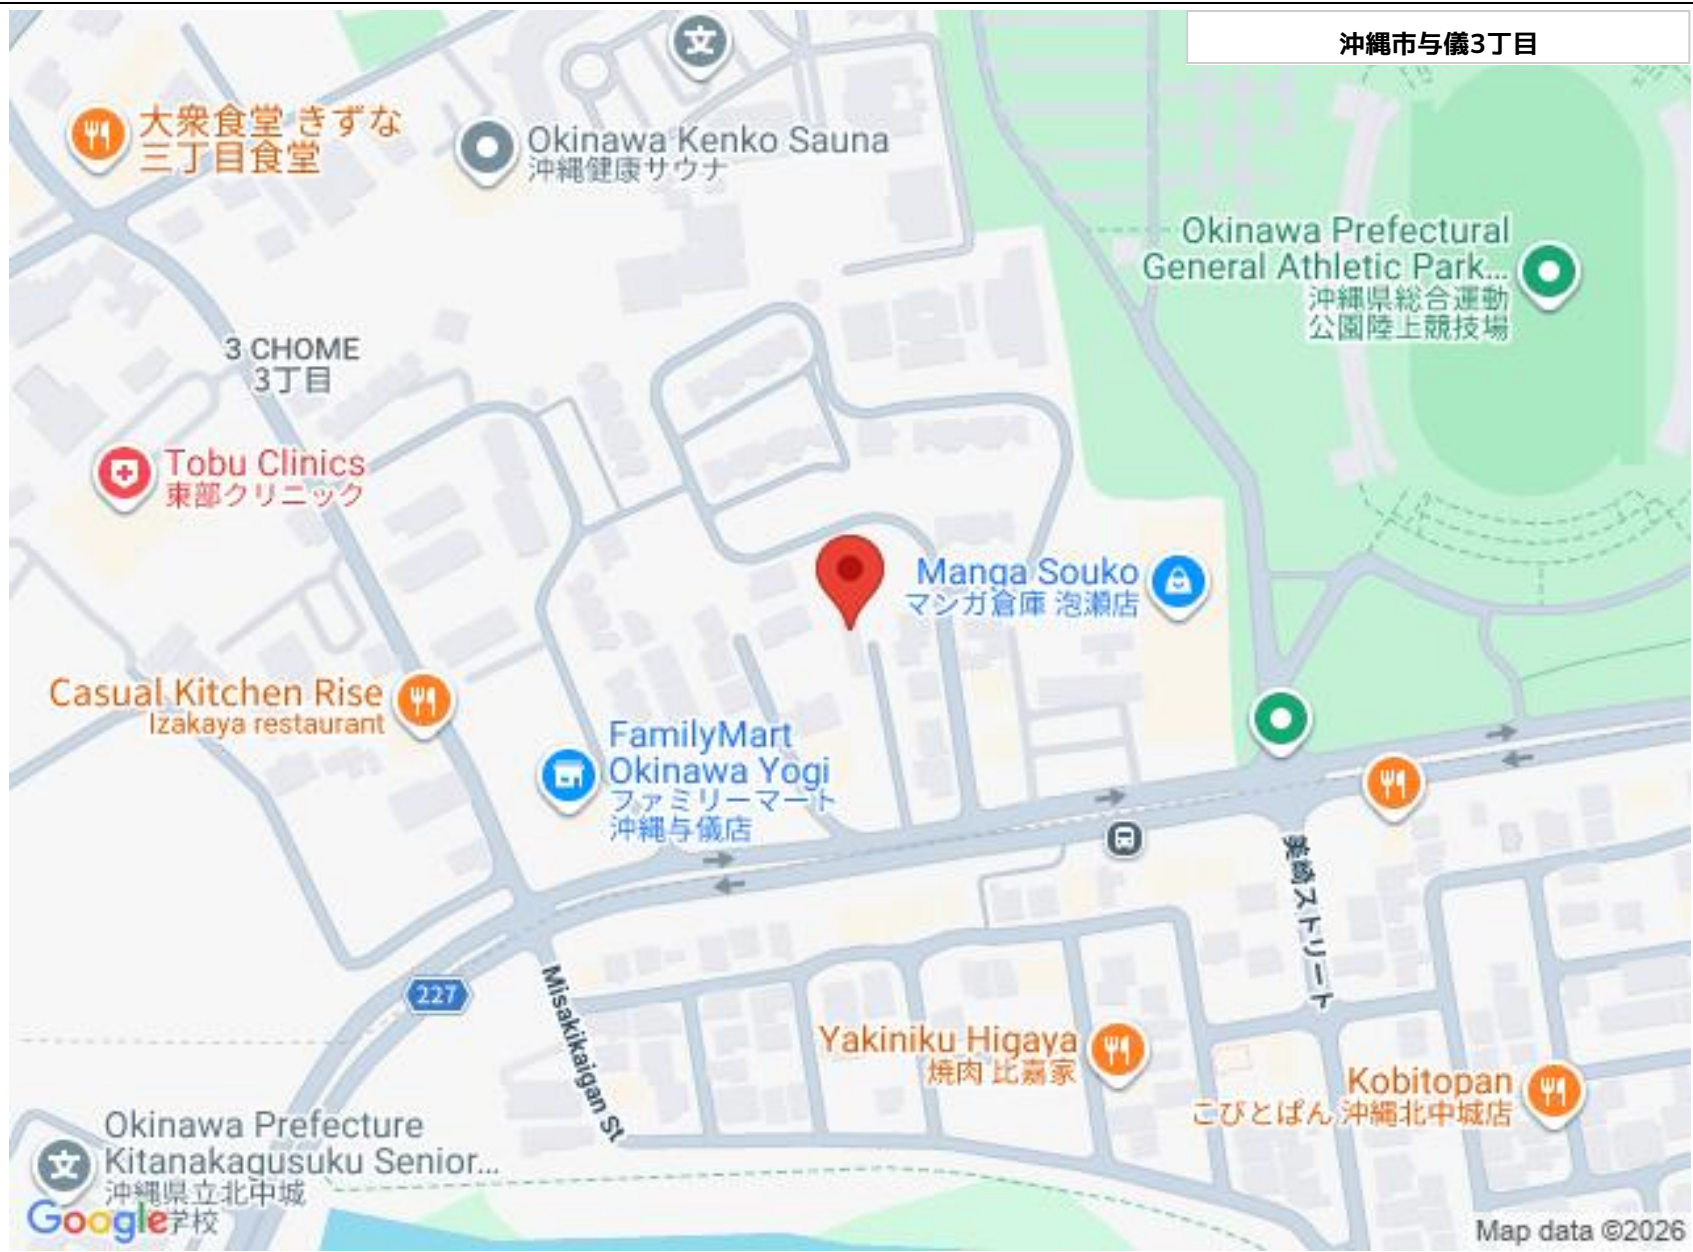 沖縄市与儀3丁目
大衆食堂 きずな
三丁目食堂
Okinawa Kenko Sauna
沖縄健康サウナ
Okinawa Prefectural
General Athletic Park...
沖縄県総合運動
公園陸上競技場
3 CHOME
3丁目
Tobu Clinics
東部クリニック
Manga Souko
マンガ倉庫 泡瀬店
Casual Kitchen Rise
Izakaya restaurant
FamilyMart
Okinawa Yogi
ファミリーマート
沖縄与儀店
美崎ストリート
227
Misakikaigan St
Yakiniku Higaya
焼肉 比嘉家
Kobitopan
こびとぱん 沖縄北中城店
Okinawa Prefecture
Kitanakagusuku Senior...
沖縄県立北中城
学校
Google
Map data ©2026
文
文